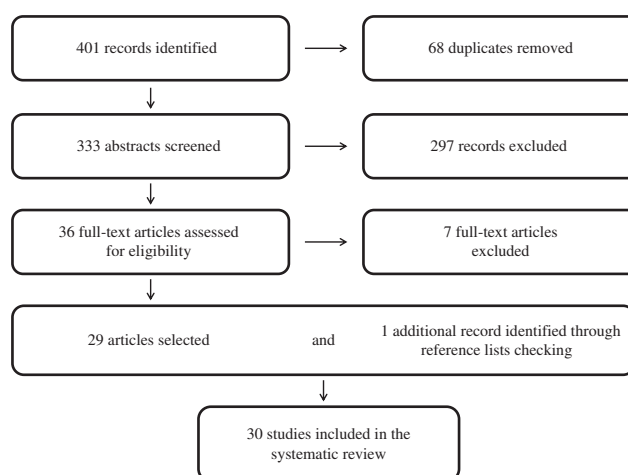 401 records identified
68 duplicates removed
333 abstracts screened
297 records excluded
36 full-text articles assessed
for eligibility
7 full-text articles
excluded
29 articles selected
and
1 additional record identified through
reference lists checking
30 studies included in the
systematic review